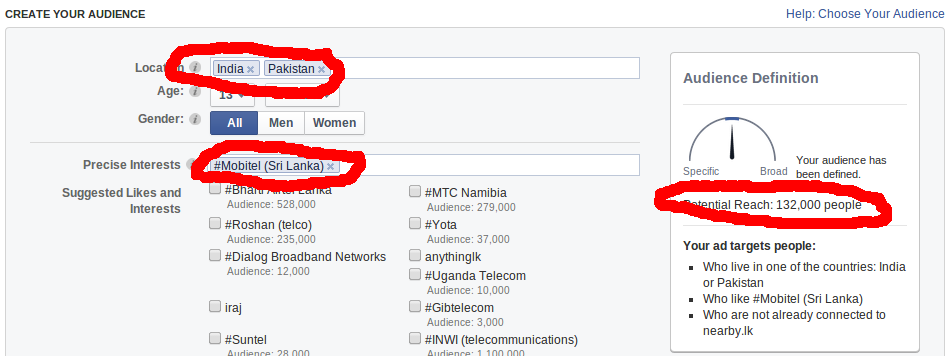 CREATE YOUR AUDIENCE
Help: Choose Your Audience
India × Pakistan ×
Age: i 13
Gender: i All Men Women
Precise Interests #Mobitel (Sri Lanka) ×
Suggested Likes and Interests
#Bharti Airtel Lanka
Audience: 528,000
#MTC Namibia
Audience: 279,000
#Roshan (telco)
Audience: 235,000
#Yota
Audience: 37,000
#Dialog Broadband Networks
Audience: 12,000
anythinglk
#Uganda Telecom
Audience: 10,000
iraj
#Gibtelecom
Audience: 3,000
#Suntel
Audience: 28,000
#INWI (telecommunications)
Audience: 1,100,000
Audience Definition
Specific Broad
Your audience has
been defined.
Potential Reach: 132,000 people
Your ad targets people:
Who live in one of the countries: India
or Pakistan
Who like #Mobitel (Sri Lanka)
Who are not already connected to
nearby.lk